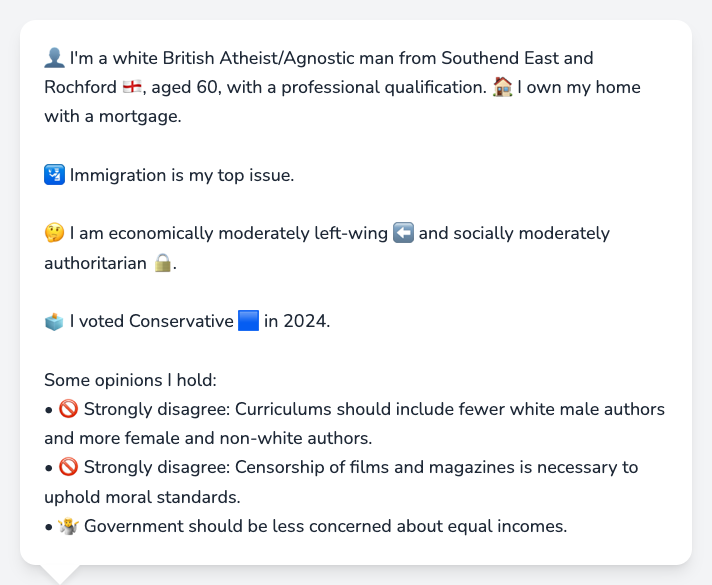 👤 I'm a white British Atheist/Agnostic man from Southend East and
Rochford 🏴󠁧󠁢󠁥󠁮󠁧󠁿, aged 60, with a professional qualification. 🏠 I own my home
with a mortgage.
🛂 Immigration is my top issue.
🤔 I am economically moderately left-wing ⬅️ and socially moderately
authoritarian 🔒.
🗳️ I voted Conservative 🟦 in 2024.
Some opinions I hold:
• 🚫 Strongly disagree: Curriculums should include fewer white male authors
and more female and non-white authors.
• 🚫 Strongly disagree: Censorship of films and magazines is necessary to
uphold moral standards.
• 🤷 Government should be less concerned about equal incomes.